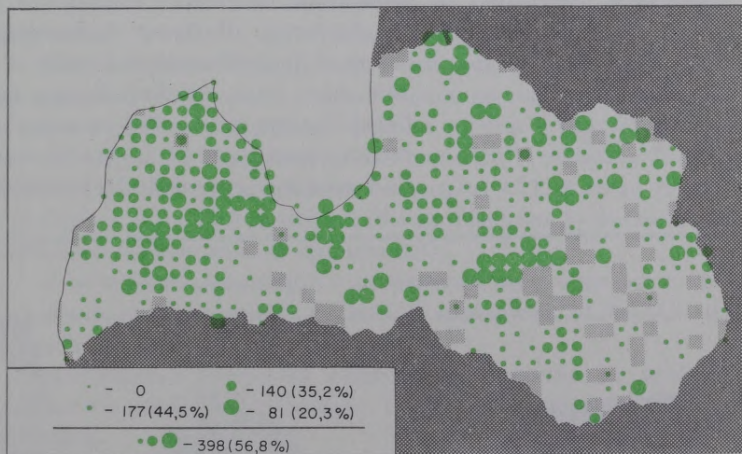 - 0 - 140 (35,2%)
- 177 (44,5%) - 81 (20,3%)
- 398 (56,8%)